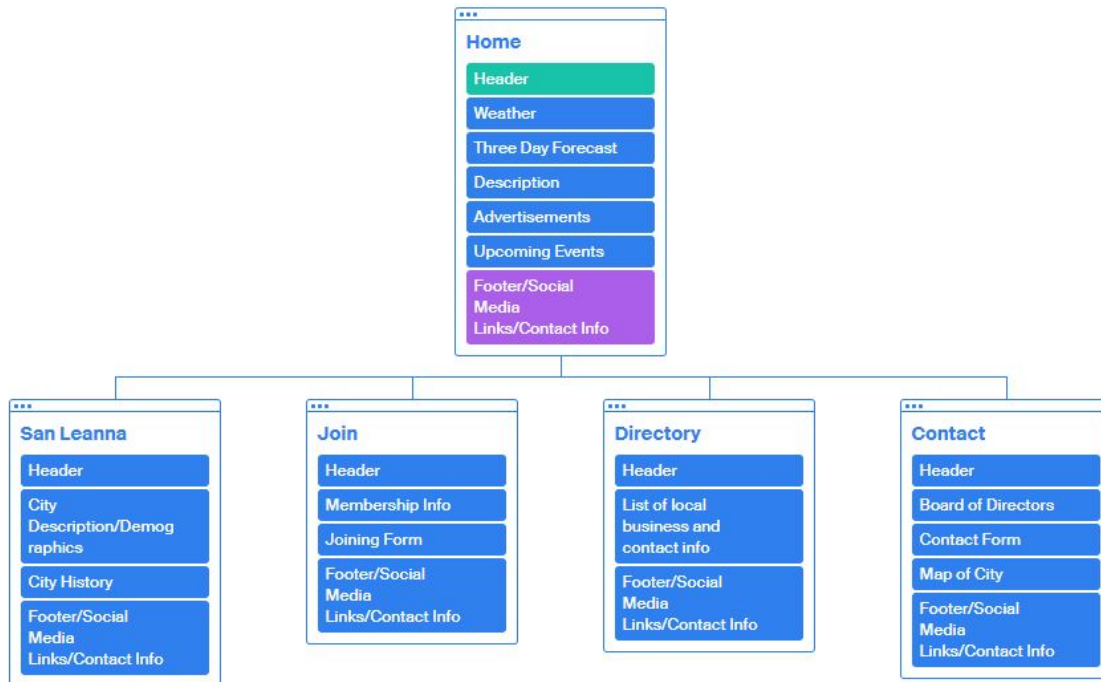 Home
Header
Weather
Three Day Forecast
Description
Advertisements
Upcoming Events
Footer/Social
Media
Links/Contact Info
San Leanna
Header
City
Description/Demog
raphics
City History
Footer/Social
Media
Links/Contact Info
Join
Header
Membership Info
Joining Form
Footer/Social
Media
Links/Contact Info
Directory
Header
List of local
business and
contact info
Footer/Social
Media
Links/Contact Info
Contact
Header
Board of Directors
Contact Form
Map of City
Footer/Social
Media
Links/Contact Info